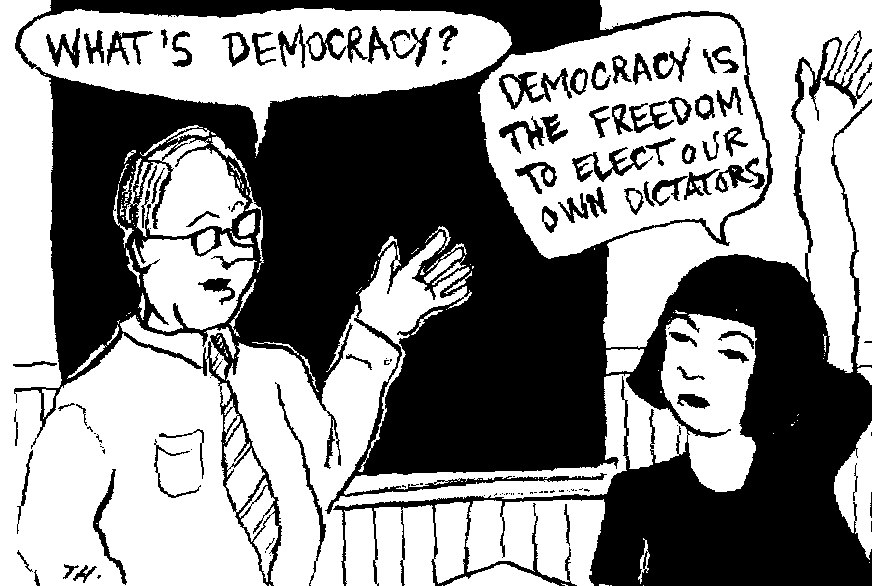 WHAT'S DEMOCRACY?
DEMOCRACY IS
THE FREEDOM
TO ELECT OUR
OWN DICTATORS
TH.